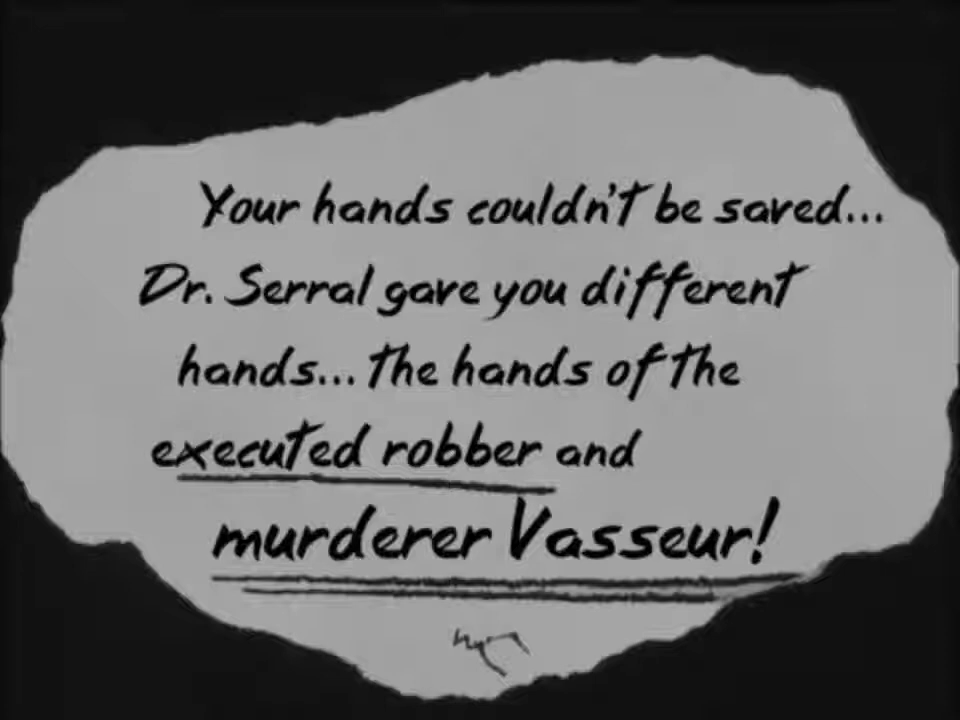 Your hands couldn't be saved...
Dr. Serral gave you different
hands... the hands of the
executed robber and
murderer Vasseur!